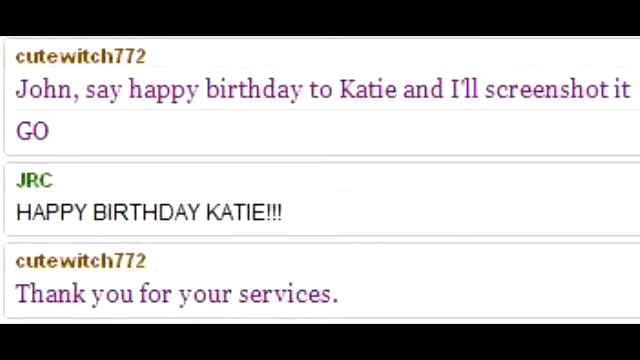 cutewitch772
John, say happy birthday to Katie and I'll screenshot it
GO
JRC
HAPPY BIRTHDAY KATIE!!!
cutewitch772
Thank you for your services.